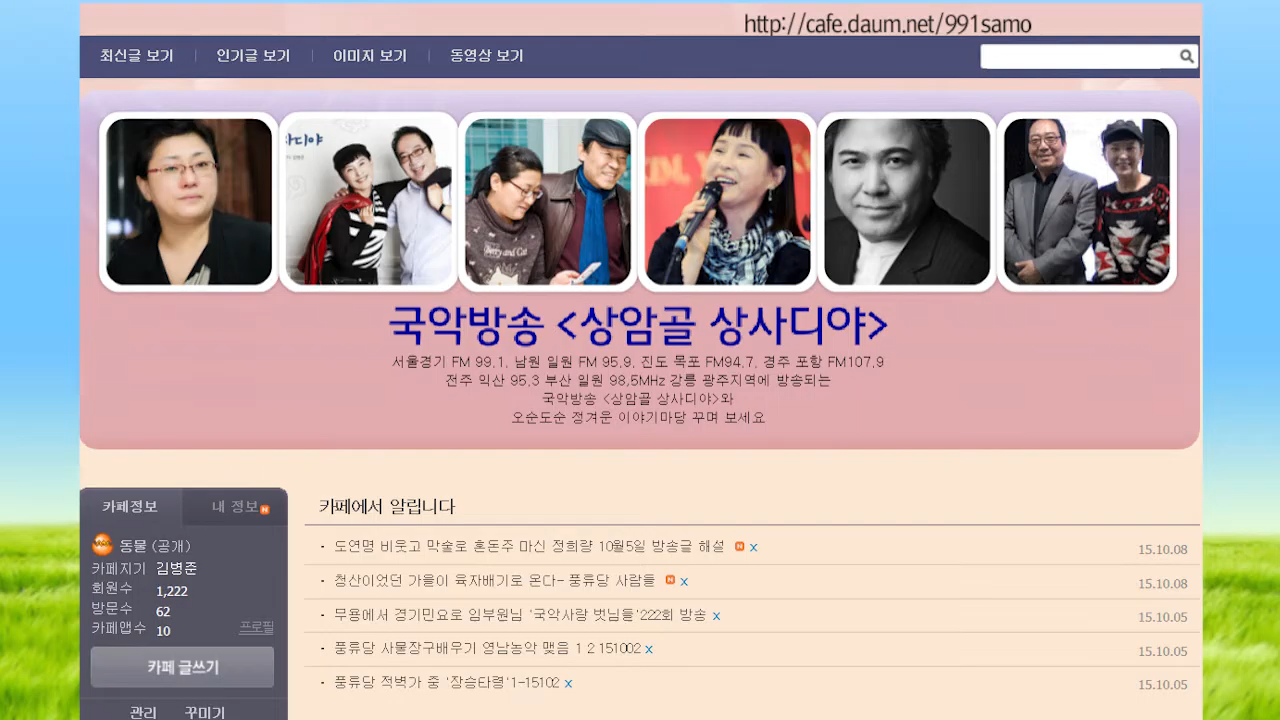 http://cafe.daum.net/991samo
최신글 보기 | 인기글 보기 | 이미지 보기 | 동영상 보기
국악방송 <상암골 상사디야>
서울경기 FM 99.1, 남원 일원 FM 95.9, 진도 목포 FM94.7, 경주 포항 FM107.9
전주 익산 95.3 부산 일원 98.5MHz 강릉 광주지역에 방송되는
국악방송 <상암골 상사디야>와
오순도순 정겨운 이야기마당 꾸며 보세요
카페정보 내 정보 N
동물 (공개)
카페지기 김병준
회원수 1,222
방문수 62
카페앱수 10 프로필
카페 글쓰기
관리 꾸미기
카페에서 알립니다
· 도연명 비웃고 막술로 혼돈주 마신 정희량 10월5일 방송글 해설 N x 15.10.08
· 청산이었던 가을이 육자배기로 온다- 풍류당 사람들 N x 15.10.08
· 무용에서 경기민요로 임부원님 '국악사랑 벗님들'222회 방송 x 15.10.05
· 풍류당 사물장구배우기 영남농악 맺음 1 2 151002 x 15.10.05
· 풍류당 적벽가 중 '장승타령'1-15102 x 15.10.05